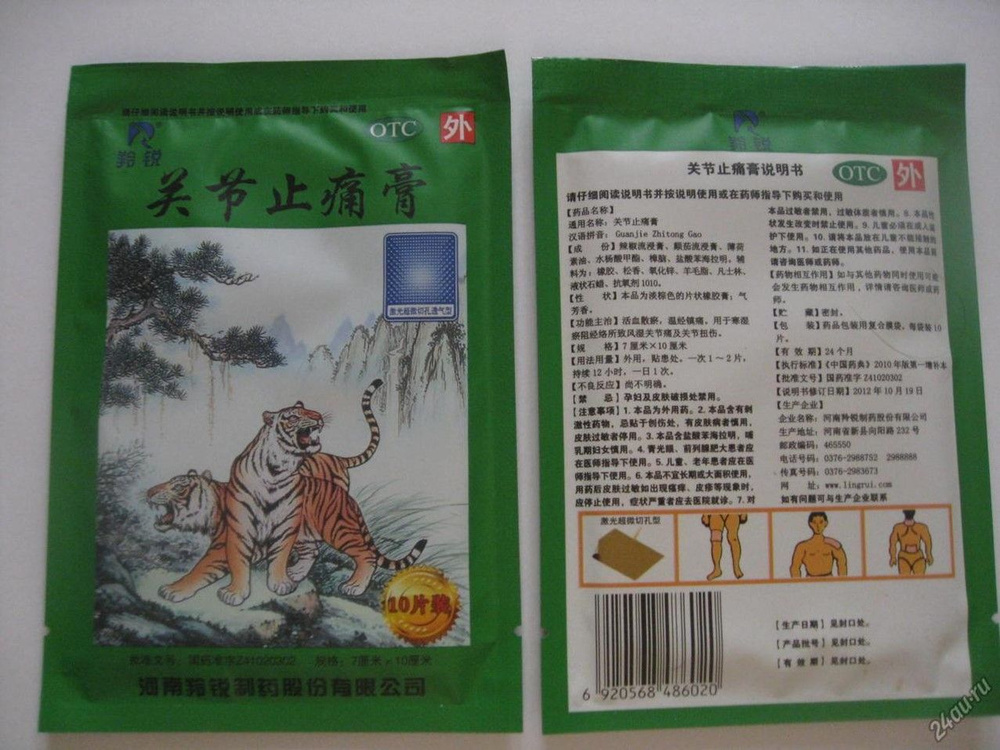 请仔细阅读说明书并按说明使用或在药师指导下购买和使用
OTC
外
羚锐
关节止痛膏
激光超微切孔透气型
10片装
批准文号：国药准字Z41020302 规格：7厘米×10厘米
河南羚锐制药股份有限公司
羚锐
关节止痛膏说明书
OTC
外
请仔细阅读说明书并按说明使用或在药师指导下购买和使用
【药品名称】
通用名称：关节止痛膏
汉语拼音：Guanjie Zhitong Gao
【成 份】辣椒流浸膏、颠茄流浸膏、薄荷
素油、水杨酸甲酯、樟脑、盐酸苯海拉明。辅
料为：橡胶、松香、氧化锌、羊毛脂、凡士林、
液状石蜡、抗氧剂1010。
【性 状】本品为淡棕色的片状橡胶膏；气
芳香。
【功能主治】活血散瘀，温经镇痛。用于寒湿
瘀阻经络所致风湿关节痛及关节扭伤。
【规 格】7厘米×10厘米
【用法用量】外用，贴患处。一次1～2片，
持续12小时，一日1次。
【不良反应】尚不明确。
【禁 忌】孕妇及皮肤破损处禁用。
【注意事项】1. 本品为外用药。2. 本品含有刺
激性药物，忌贴于创伤处，有皮肤病者慎用，
皮肤过敏者停用。3. 本品含盐酸苯海拉明，哺
乳期妇女慎用。4. 青光眼、前列腺肥大患者应
在医师指导下使用。5. 儿童、老年患者应在医
师指导下使用。6. 本品不宜长期或大面积使用，
用药后皮肤过敏如出现瘙痒、皮疹等现象时，
应停止使用，症状严重者应去医院就诊。7. 对
本品过敏者禁用，过敏体质者慎用。8. 本品性
状发生改变时禁止使用。9. 儿童必须在成人监
护下使用。10. 请将本品放在儿童不能接触的
地方。11. 如正在使用其他药品，使用本品前
请咨询医师或药师。
【药物相互作用】如与其他药物同时使用可能
会发生药物相互作用，详情请咨询医师或药
师。
【贮 藏】密封。
【包 装】药品包装用复合膜袋，每袋装10
片。
【有 效 期】24个月
【执行标准】《中国药典》2010年版第一增补本
【批准文号】国药准字Z41020302
【说明书修订日期】2012年10月19日
【生产企业】
企业名称：河南羚锐制药股份有限公司
生产地址：河南省新县向阳路232号
邮政编码：465550
电话号码：0376-2988752 2988888
传真号码：0376-2983673
网 址：www.lingrui.com
如有问题可与生产企业联系
激光超微切孔型
【生产日期】见封口处。
【产品批号】见封口处。
【有 效 期】见封口处。
6 920568 486020
24au.ru